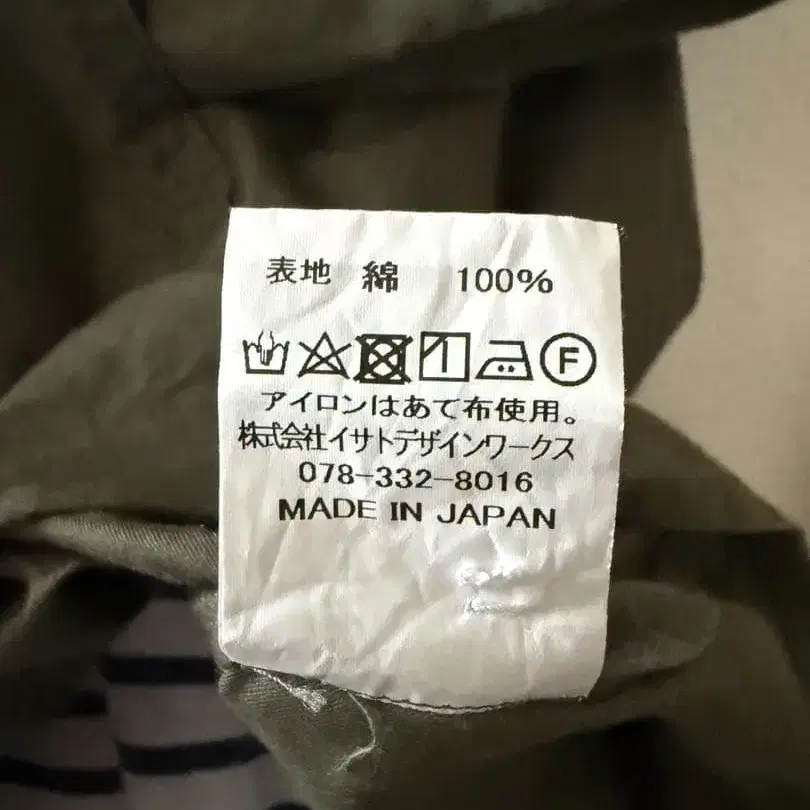 表地 綿 100%
F
アイロンはあて布使用。
株式会社イサトデザインワークス
078-332-8016
MADE IN JAPAN